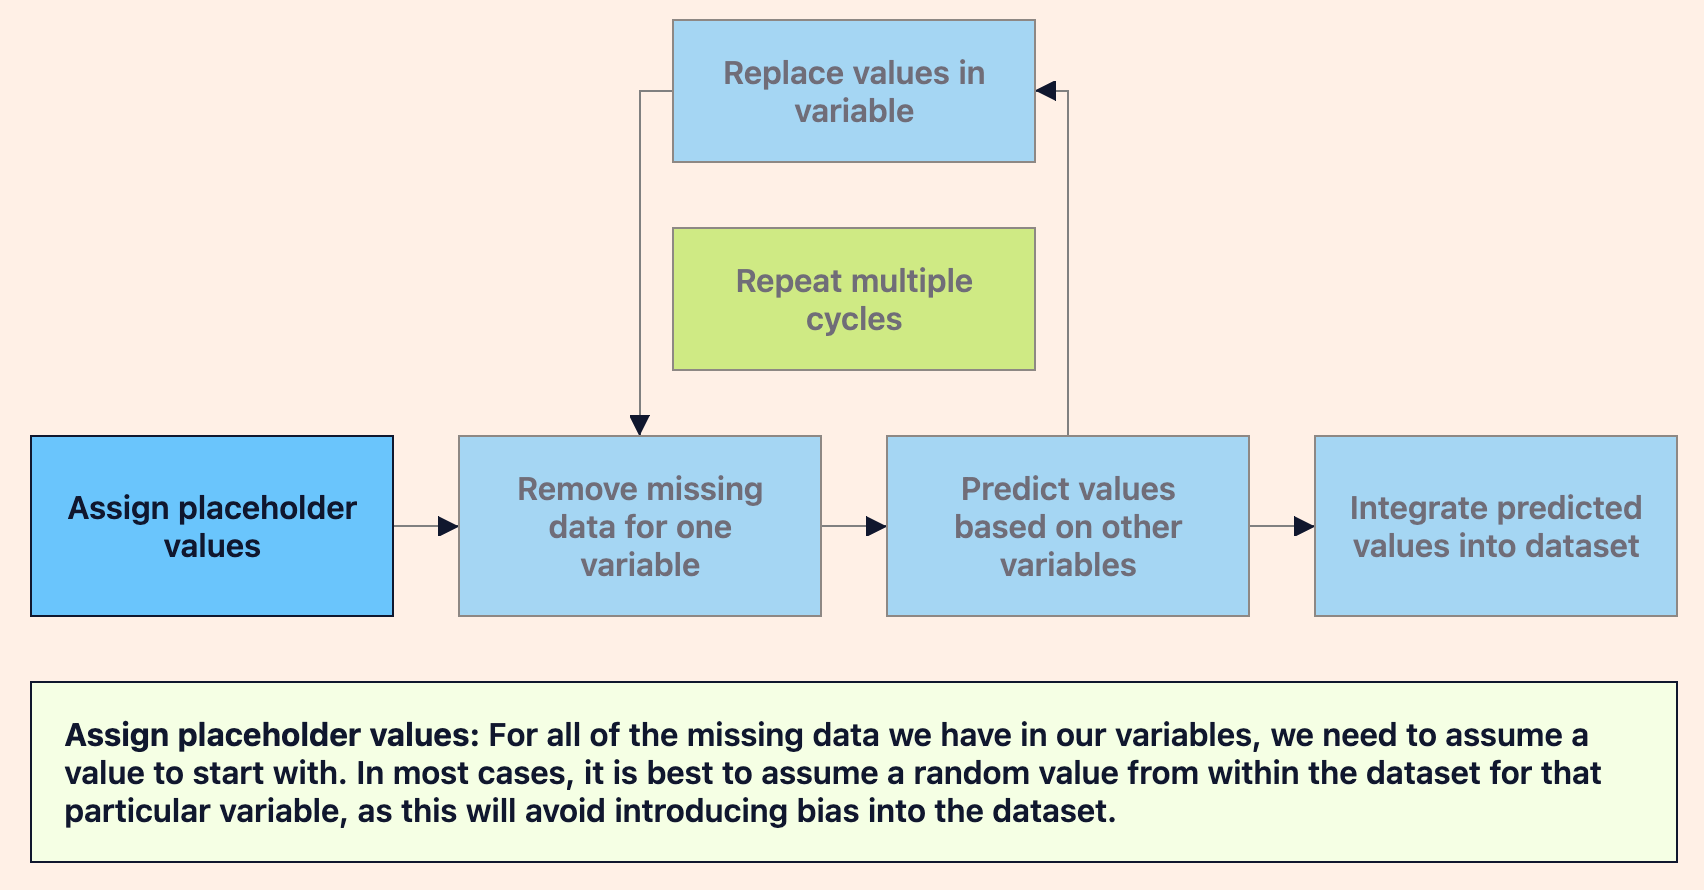 Replace values in
variable
Repeat multiple
cycles
Assign placeholder
values
Remove missing
data for one
variable
Predict values
based on other
variables
Integrate predicted
values into dataset
Assign placeholder values: For all of the missing data we have in our variables, we need to assume a
value to start with. In most cases, it is best to assume a random value from within the dataset for that
particular variable, as this will avoid introducing bias into the dataset.